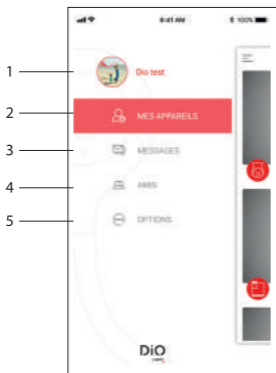 9:41 AM 100%
1 Dio test
2 MES APPAREILS
3 MESSAGES
4 AMIS
5 OPTIONS
DiO